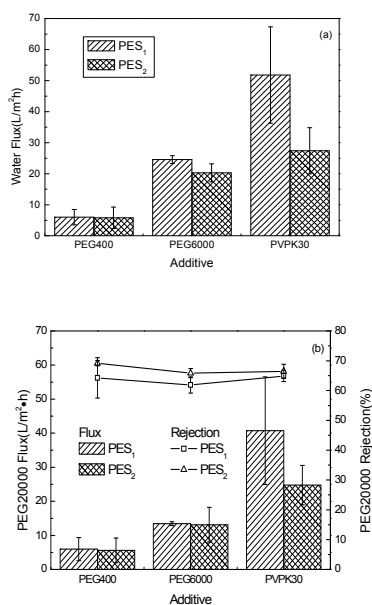 (a)
PES1
PES2
70
60
50
40
30
20
10
0
Water Flux(L/m²h)
PEG400 PEG6000 PVPK30
Additive
(b)
70
60
50
40
30
20
10
0
PEG20000 Flux(L/m²•h)
80
70
60
50
40
30
20
10
0
PEG20000 Rejection(%)
Flux Rejection
PES1 PES1
PES2 PES2
PEG400 PEG6000 PVPK30
Additive